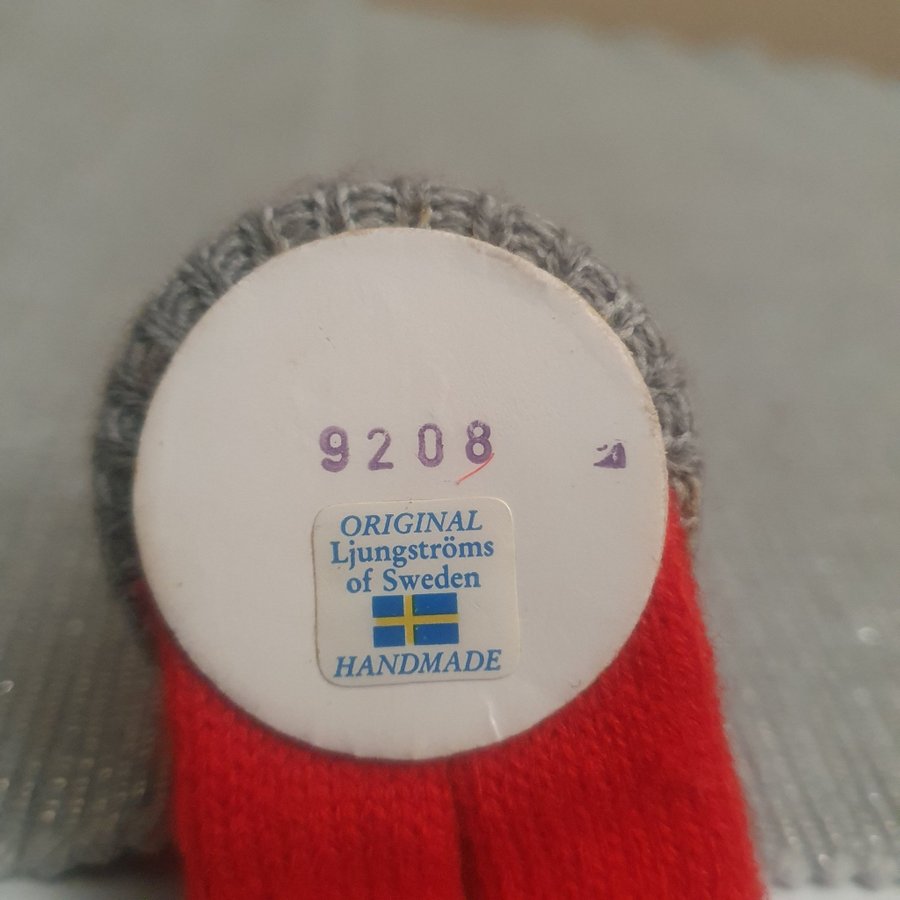 9208
ORIGINAL
Ljungströms
of Sweden
HANDMADE